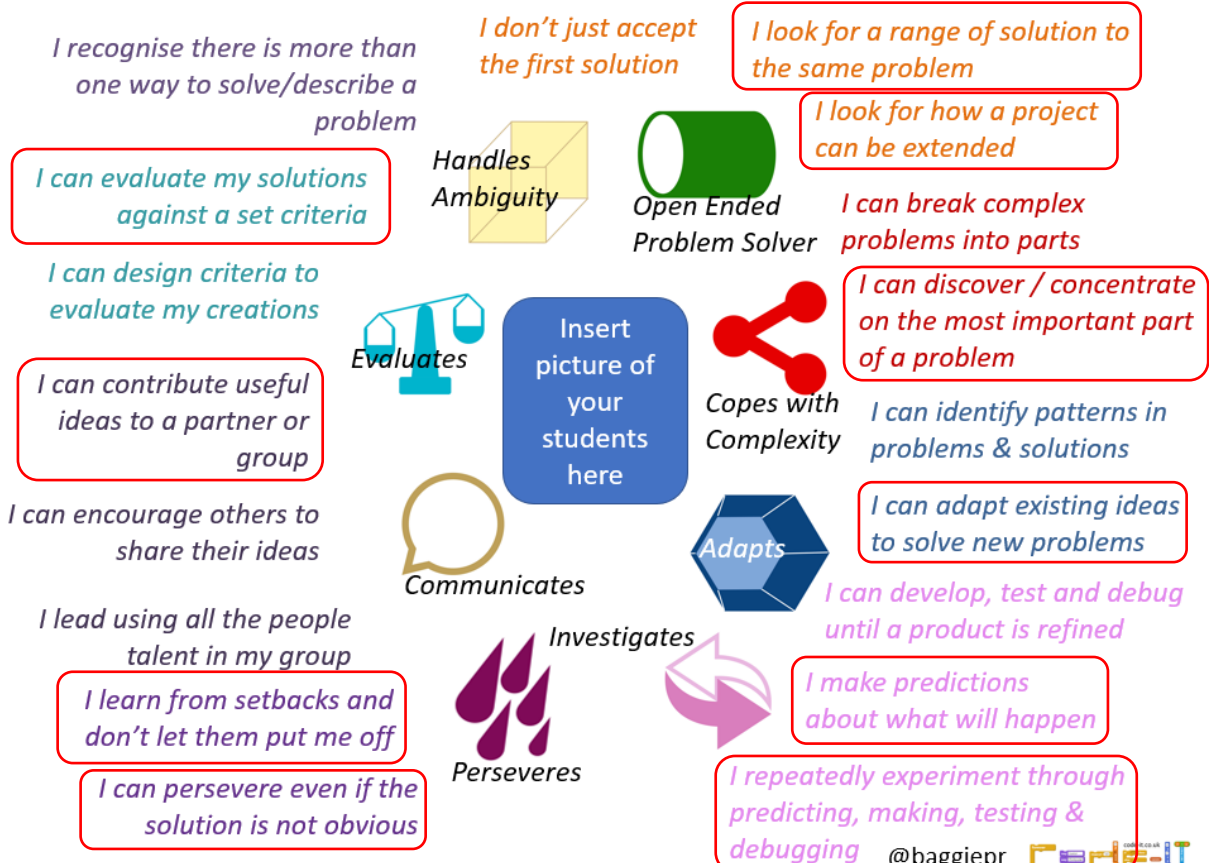 I recognise there is more than
one way to solve/describe a
problem
I don't just accept
the first solution
I look for a range of solution to
the same problem
I look for how a project
can be extended
Handles
Ambiguity
Open Ended
Problem Solver
I can evaluate my solutions
against a set criteria
I can break complex
problems into parts
I can design criteria to
evaluate my creations
Evaluates
Insert
picture of
your
students
here
I can discover / concentrate
on the most important part
of a problem
Copes with
Complexity
I can contribute useful
ideas to a partner or
group
I can identify patterns in
problems & solutions
I can encourage others to
share their ideas
Communicates
Adapts
I can adapt existing ideas
to solve new problems
I lead using all the people
talent in my group
Investigates
I can develop, test and debug
until a product is refined
I learn from setbacks and
don't let them put me off
Perseveres
I make predictions
about what will happen
I can persevere even if the
solution is not obvious
I repeatedly experiment through
predicting, making, testing &
debugging
@baggiepr
code-it.co.uk
Code-IT